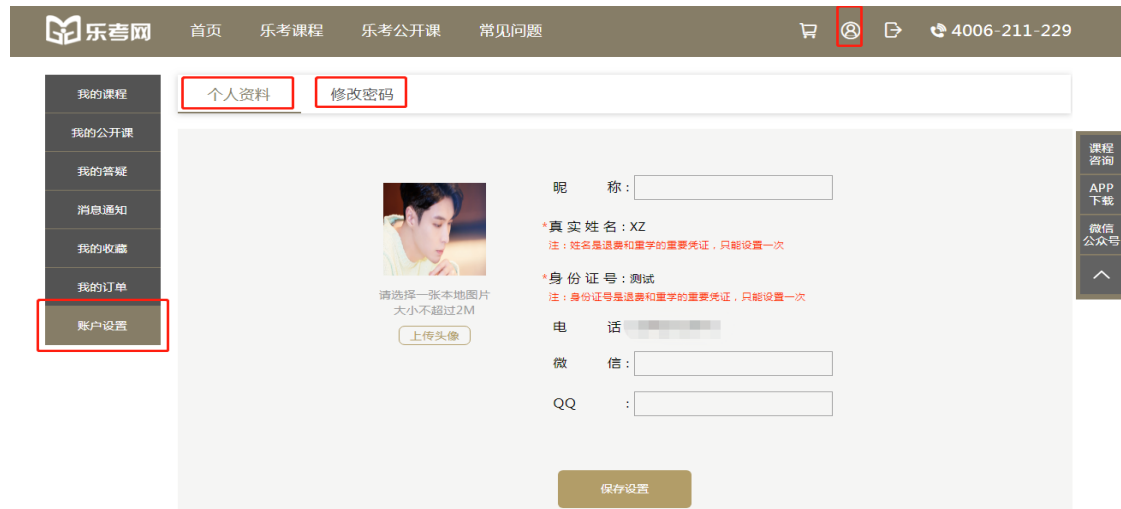 乐考网 首页 乐考课程 乐考公开课 常见问题 4006-211-229
我的课程
我的公开课
我的答疑
消息通知
我的收藏
我的订单
账户设置
个人资料 修改密码
请选择一张本地图片
大小不超过2M
上传头像
昵 称:
*真实姓名:XZ
注:姓名是退费和重学的重要凭证,只能设置一次
*身份证号:测试
注:身份证号是退费和重学的重要凭证,只能设置一次
电 话
微 信:
QQ :
保存设置
课程
咨询
APP
下载
微信
公众号